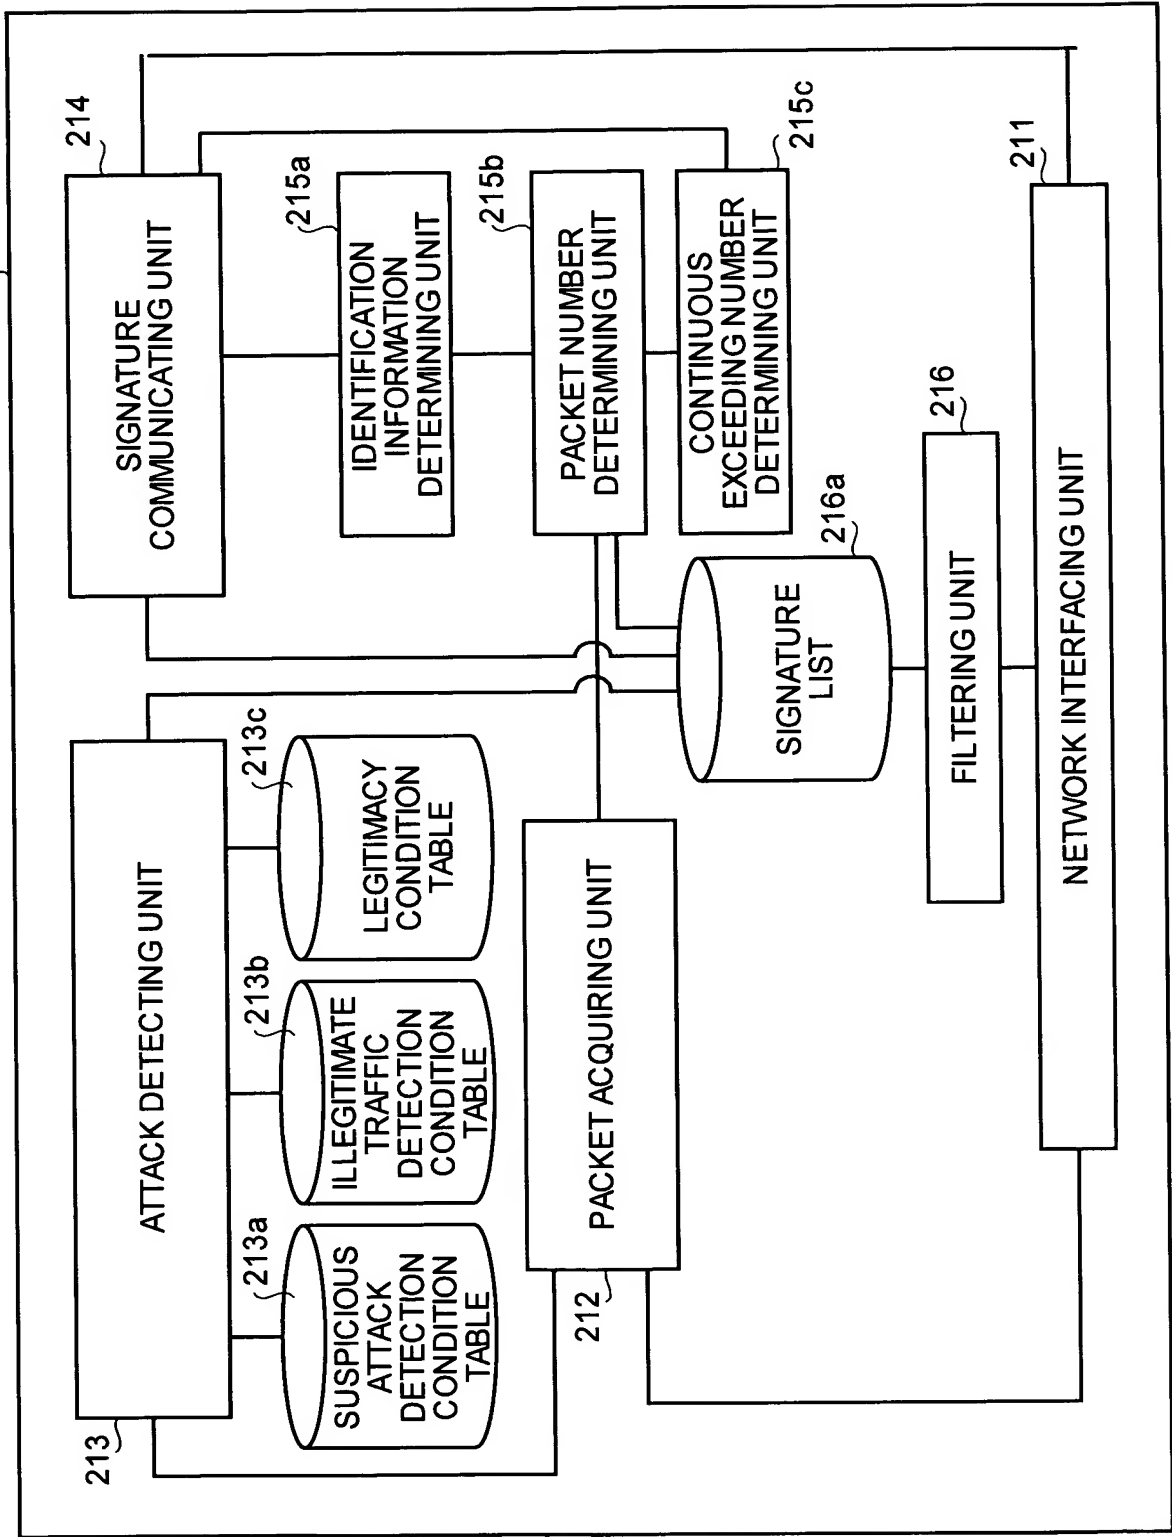 213
ATTACK DETECTING UNIT
213a
SUSPICIOUS
ATTACK
DETECTION
CONDITION
TABLE
213b
ILLEGITIMATE
TRAFFIC
DETECTION
CONDITION
TABLE
213c
LEGITIMACY
CONDITION
TABLE
214
SIGNATURE
COMMUNICATING UNIT
215a
IDENTIFICATION
INFORMATION
DETERMINING UNIT
215b
PACKET NUMBER
DETERMINING UNIT
215c
CONTINUOUS
EXCEEDING NUMBER
DETERMINING UNIT
212
PACKET ACQUIRING UNIT
216a
SIGNATURE
LIST
216
FILTERING UNIT
211
NETWORK INTERFACING UNIT